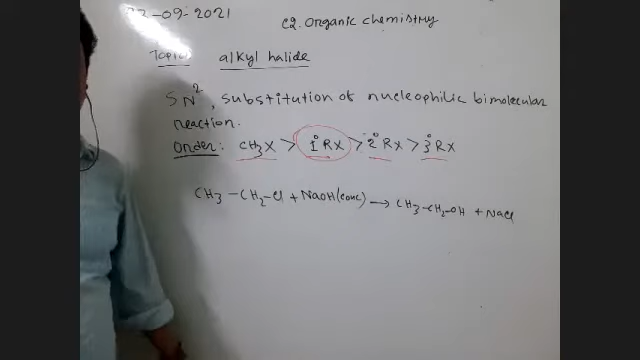 -09-2021 C2. Organic chemistry
Topic alkyl halide
SN², substitution of nucleophilic bimolecular
reaction.
Order: CH₃X > 1° RX > 2° RX > 3° RX
CH₃-CH₂-Cl + NaOH(conc) → CH₃-CH₂-OH + NaCl